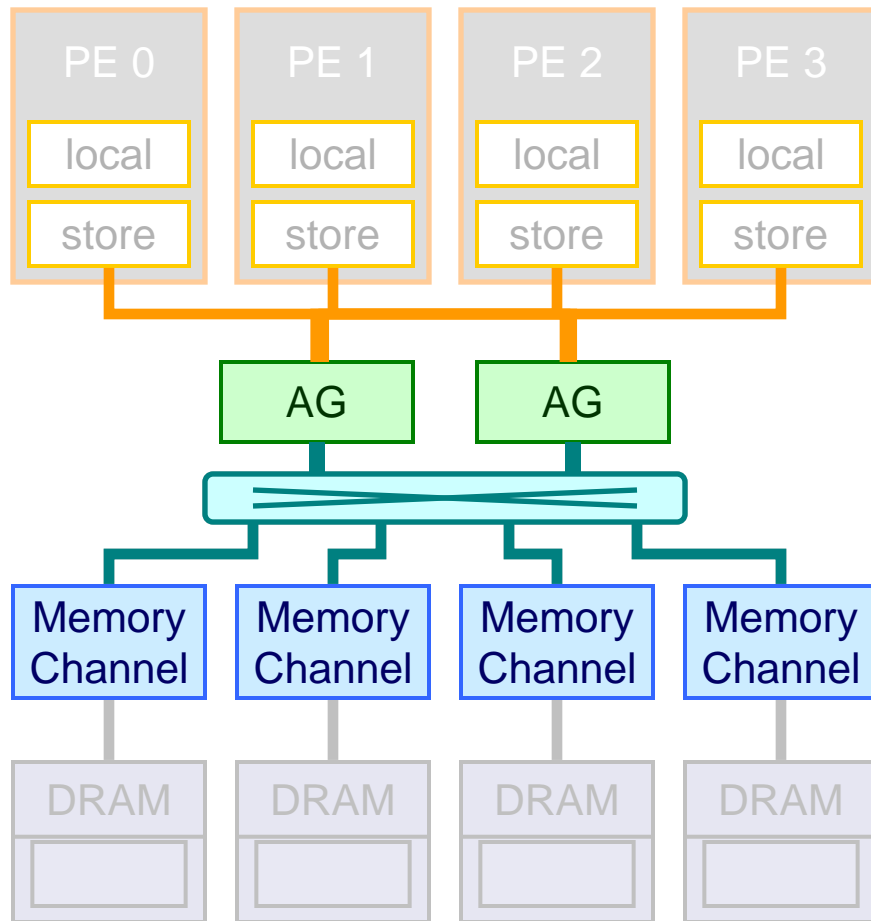 PE 0 PE 1 PE 2 PE 3
local local local local
store store store store
AG AG
Memory Memory Memory Memory
Channel Channel Channel Channel
DRAM DRAM DRAM DRAM